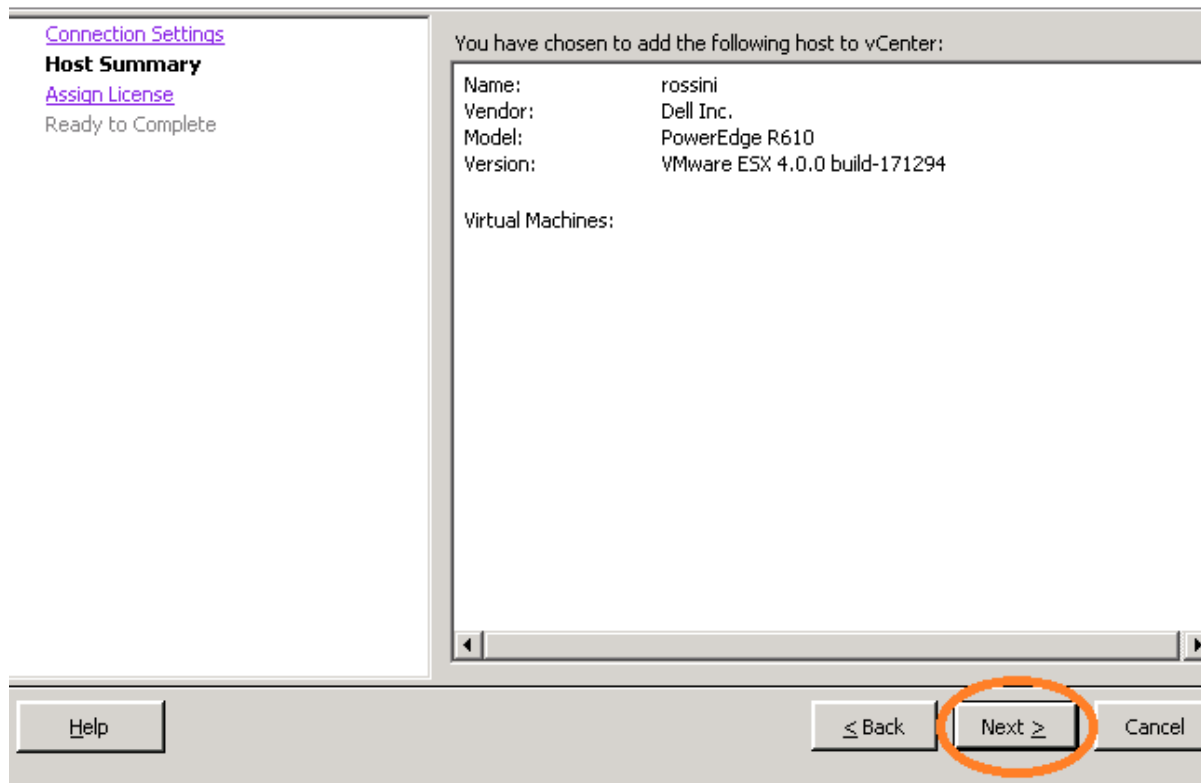 Connection Settings
Host Summary
Assign License
Ready to Complete
You have chosen to add the following host to vCenter:
Name: rossini
Vendor: Dell Inc.
Model: PowerEdge R610
Version: VMware ESX 4.0.0 build-171294
Virtual Machines:
Help
< Back
Next >
Cancel